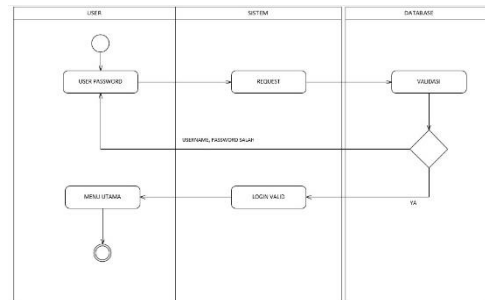 USER
SISTEM
DATABASE
USER PASSWORD
REQUEST
VALIDASI
USERNAME, PASSWORD SALAH
MENU UTAMA
LOGIN VALID
YA